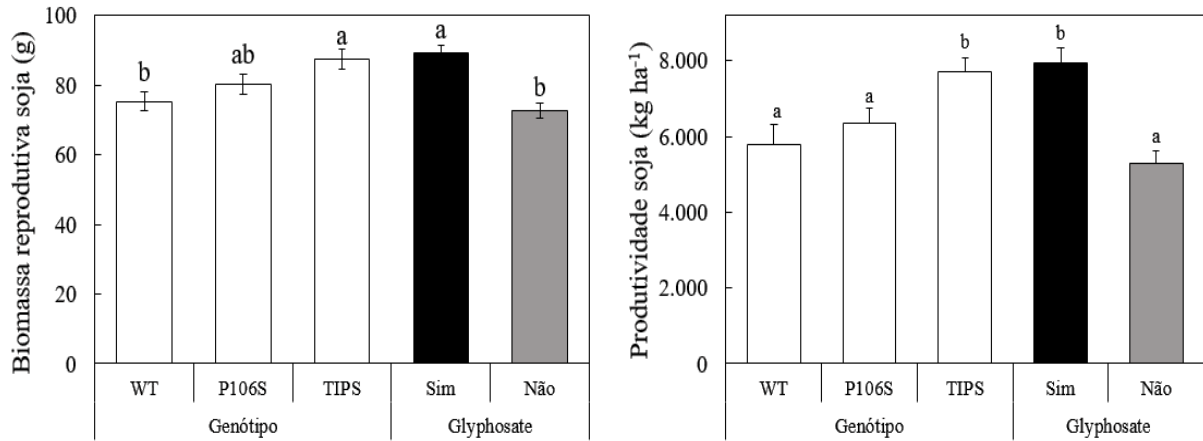 Biomassa reprodutiva soja (g)
100
80
60
40
20
0
b
ab
a
a
b
WT
P106S
TIPS
Sim
Não
Genótipo
Glyphosate
Produtividade soja (kg ha⁻¹)
8.000
6.000
4.000
2.000
0
a
a
b
b
a
WT
P106S
TIPS
Sim
Não
Genótipo
Glyphosate